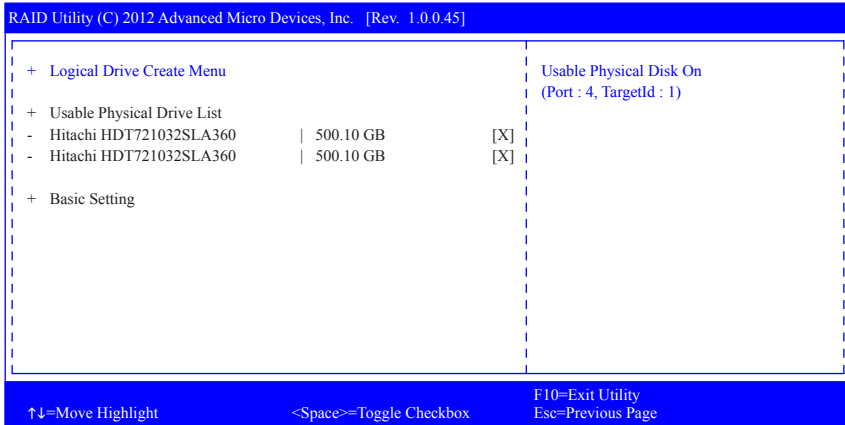 RAID Utility (C) 2012 Advanced Micro Devices, Inc. [Rev. 1.0.0.45]
+ Logical Drive Create Menu
+ Usable Physical Drive List
- Hitachi HDT721032SLA360 | 500.10 GB [X]
- Hitachi HDT721032SLA360 | 500.10 GB [X]
+ Basic Setting
Usable Physical Disk On
(Port : 4, TargetId : 1)
↑↓=Move Highlight <Space>=Toggle Checkbox
F10=Exit Utility
Esc=Previous Page